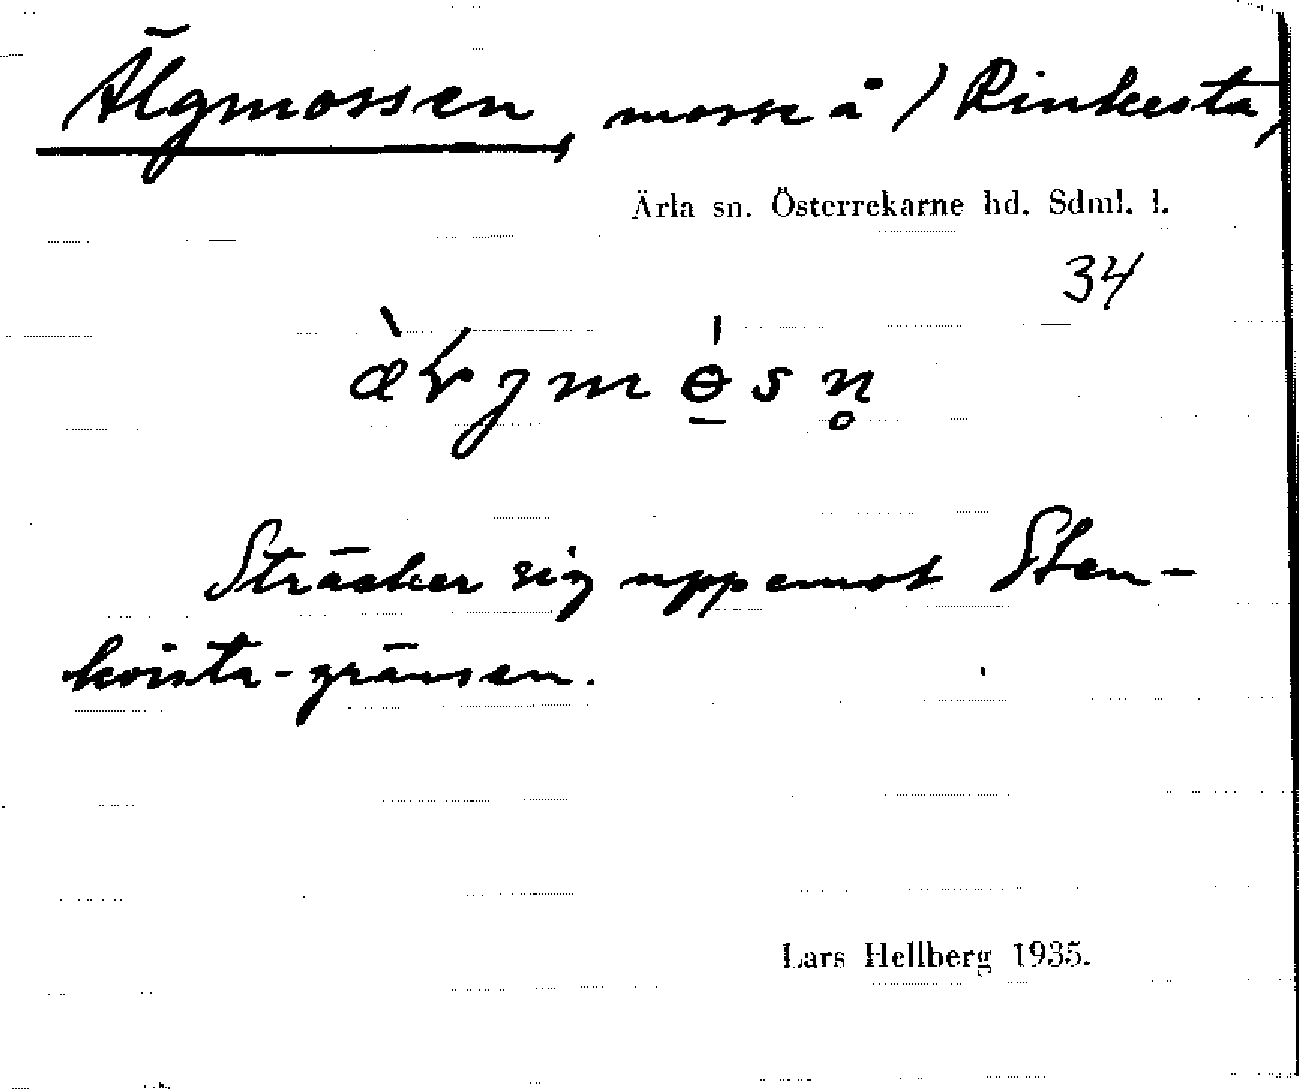 Älgmossen, mosse å / Rinkesta,
Ärla sn. Österrekarne hd. Sdml. l.
34
Sträcker sig uppemot Sten-
kvista-gränsen.
Lars Hellberg 1935.